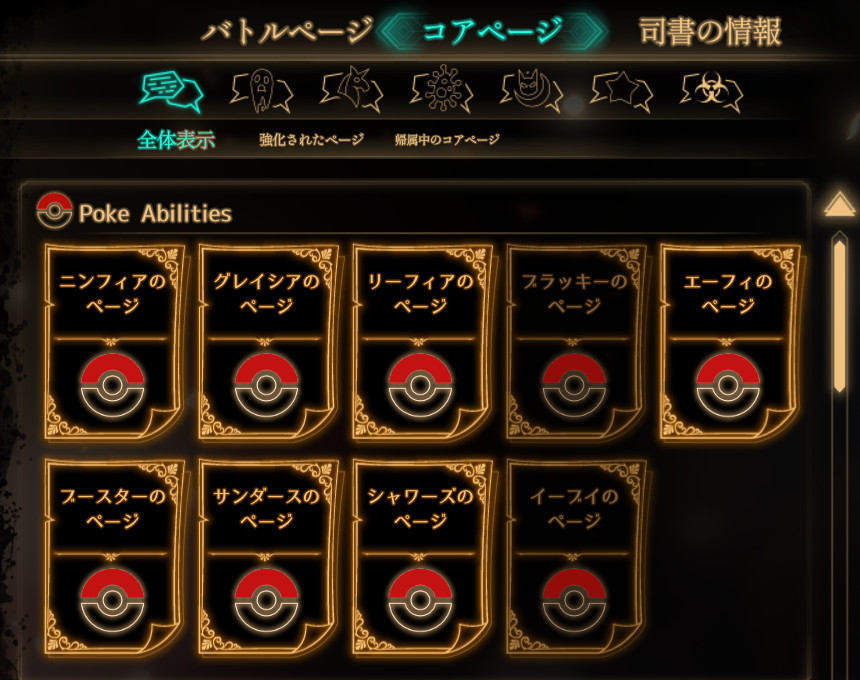 バトルページ コアページ 司書の情報
全体表示 強化されたページ 帰属中のコアページ
Poke Abilities
ニンフィアの
ページ
グレイシアの
ページ
リーフィアの
ページ
ブラッキーの
ページ
エーフィの
ページ
ブースターの
ページ
サンダースの
ページ
シャワーズの
ページ
イーブイの
ページ